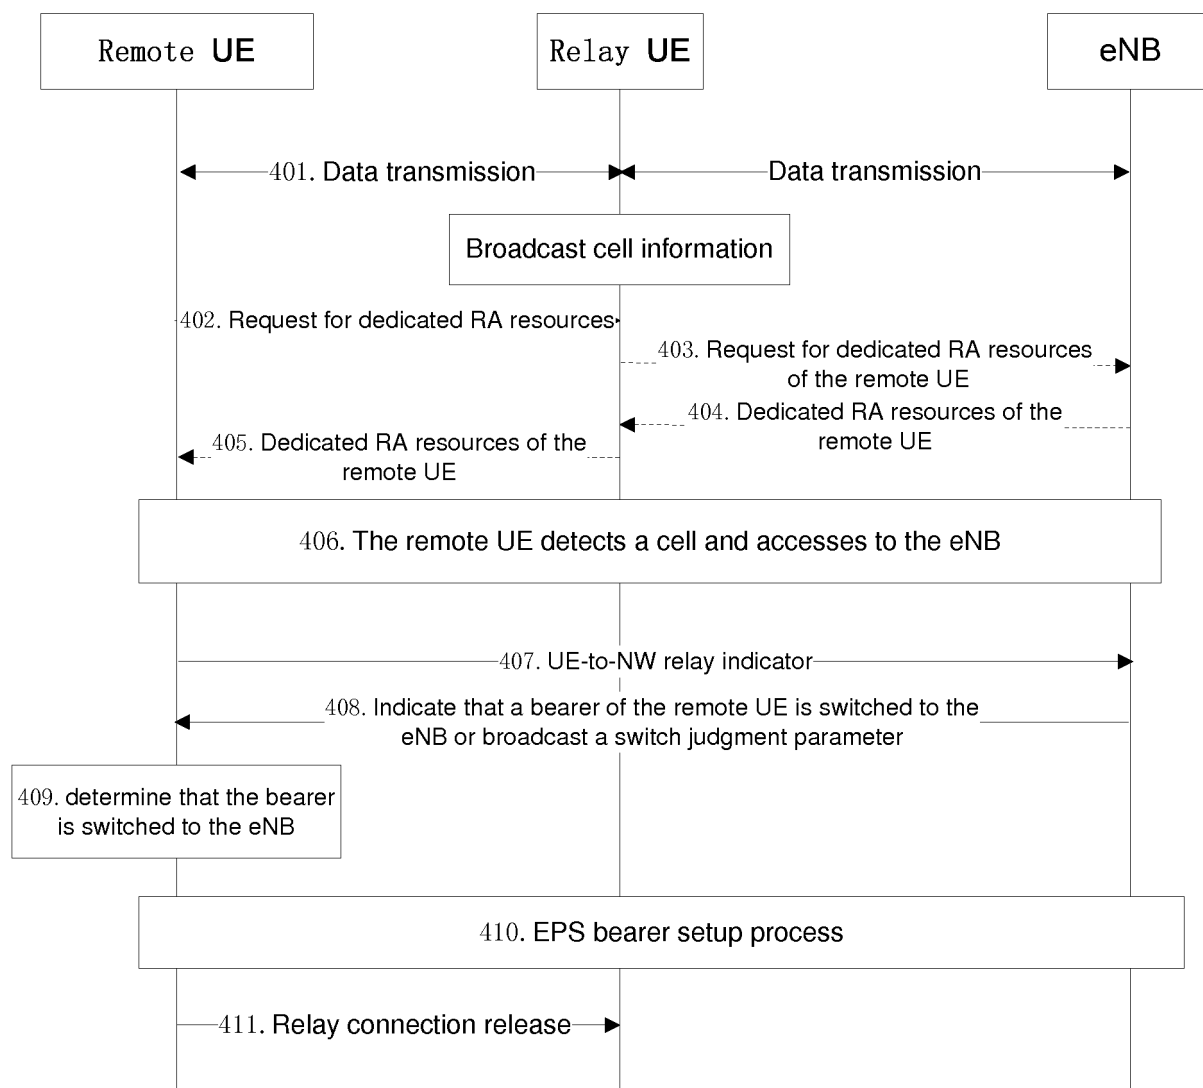 Remote UE
Relay UE
eNB
401. Data transmission
Data transmission
Broadcast cell information
402. Request for dedicated RA resources
403. Request for dedicated RA resources
of the remote UE
404. Dedicated RA resources of the
remote UE
405. Dedicated RA resources of the
remote UE
406. The remote UE detects a cell and accesses to the eNB
407. UE-to-NW relay indicator
408. Indicate that a bearer of the remote UE is switched to the
eNB or broadcast a switch judgment parameter
409. determine that the bearer
is switched to the eNB
410. EPS bearer setup process
411. Relay connection release